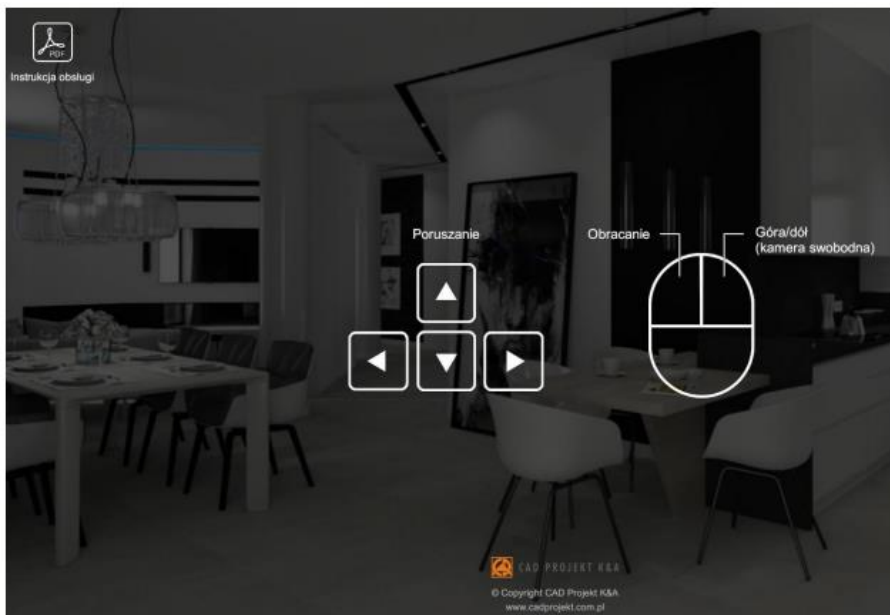 PDF
Instrukcja obsługi
Poruszanie
Obracanie
Góra/dół
(kamera swobodna)
CAD PROJEKT K&A
© Copyright CAD Projekt K&A
www.cadprojekt.com.pl